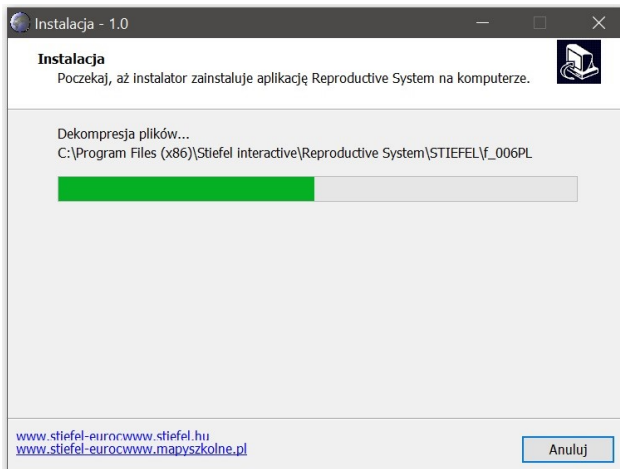 Instalacja - 1.0
Instalacja
Poczekaj, aż instalator zainstaluje aplikację Reproductive System na komputerze.
Dekompresja plików...
C:\Program Files (x86)\Stiefel interactive\Reproductive System\STIEFEL\f_006PL
www.stiefel-eurocwww.stiefel.hu
www.stiefel-eurocwww.mapyszkolne.pl
Anuluj